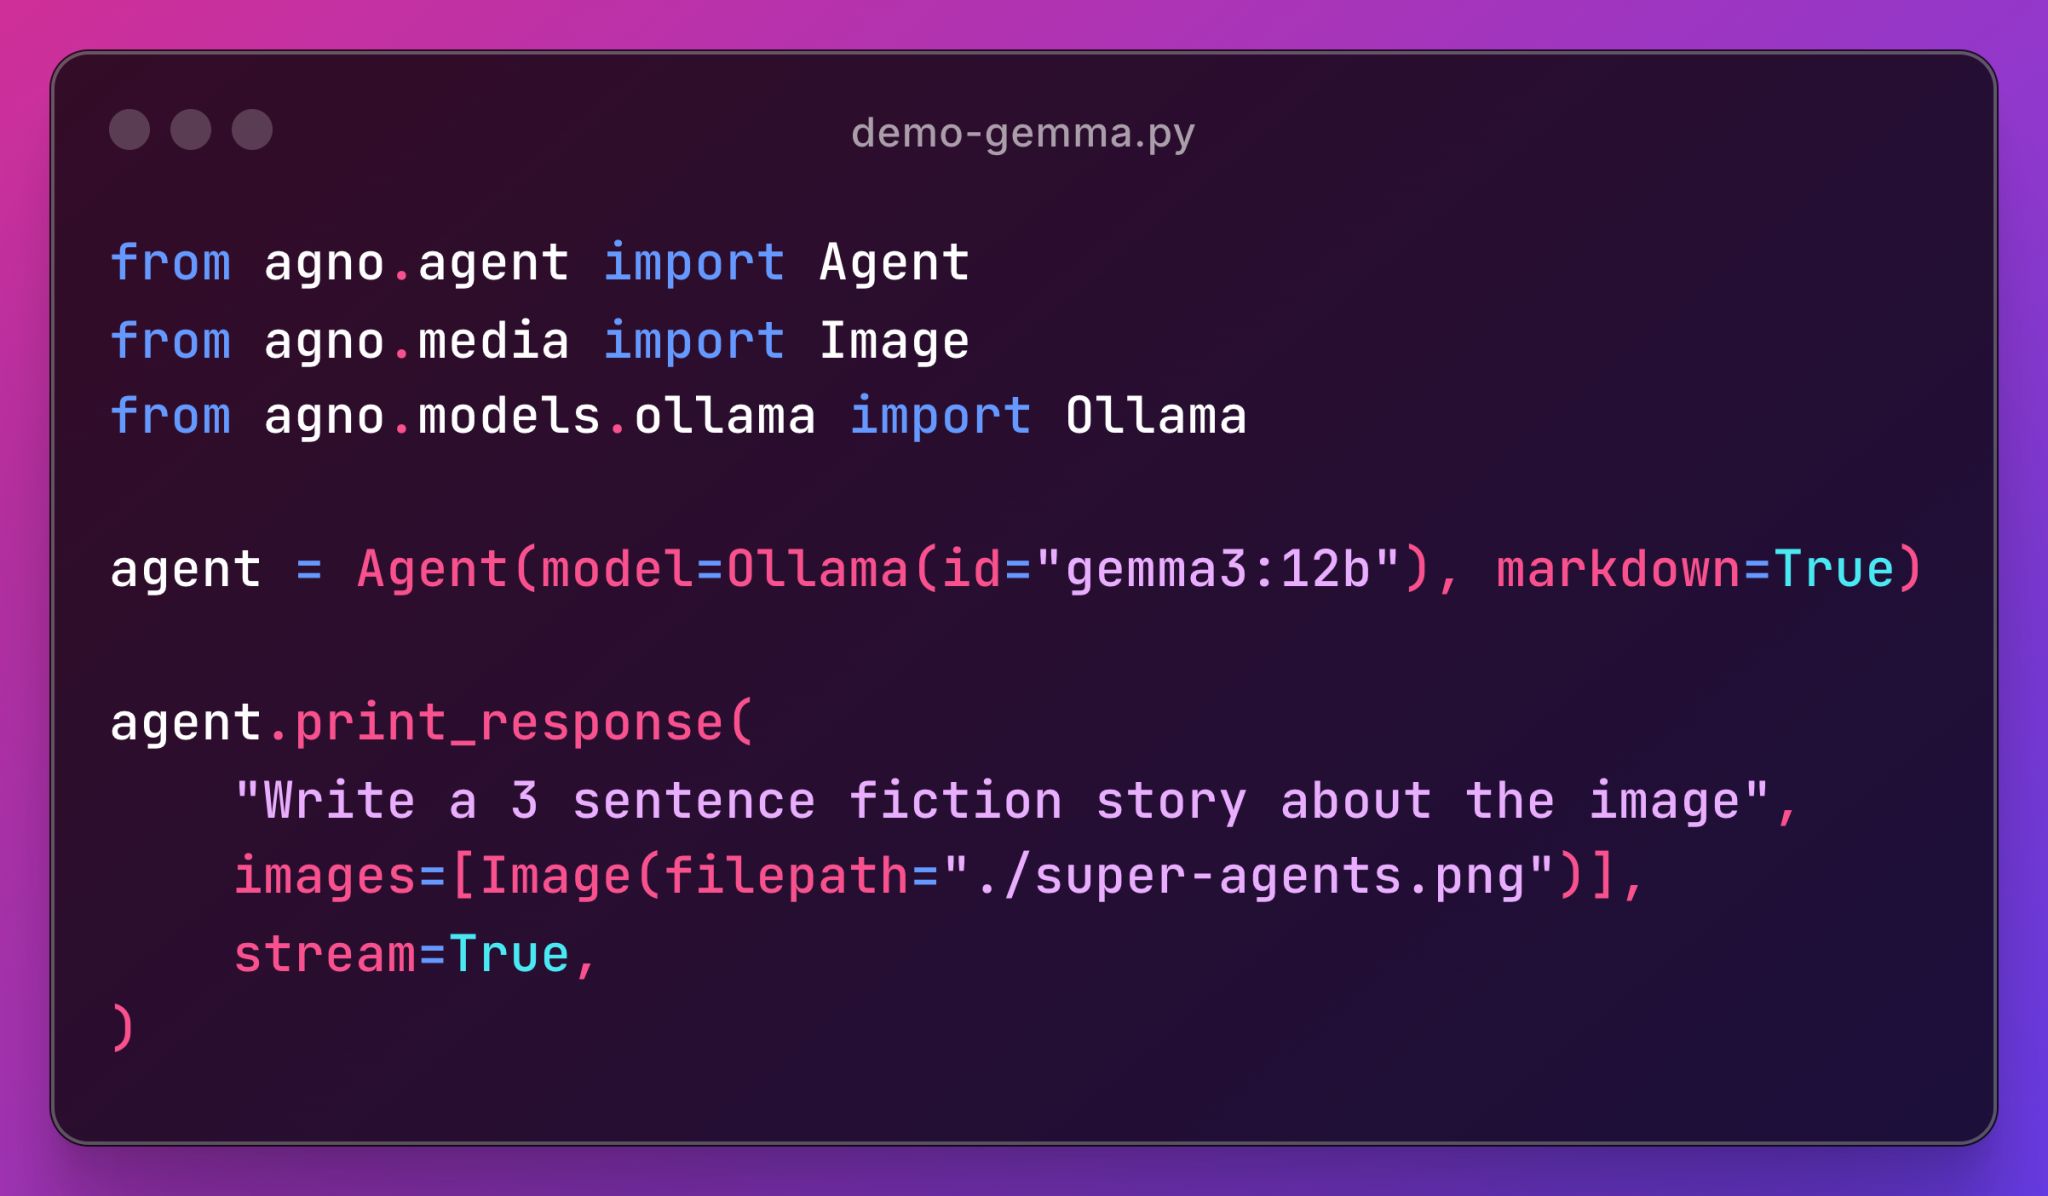 demo-gemma.py
from agno.agent import Agent
from agno.media import Image
from agno.models.ollama import Ollama
agent = Agent(model=Ollama(id="gemma3:12b"), markdown=True)
agent.print_response(
    "Write a 3 sentence fiction story about the image",
    images=[Image(filepath="./super-agents.png")],
    stream=True,
)